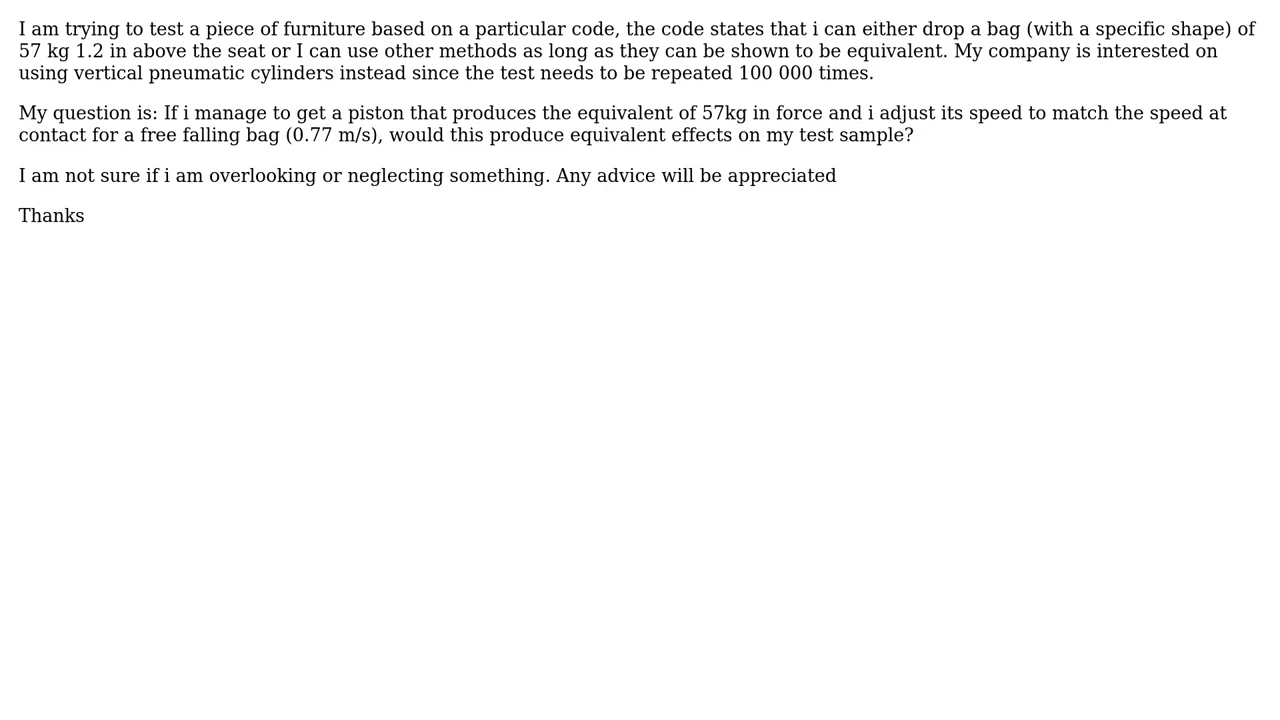 I am trying to test a piece of furniture based on a particular code, the code states that i can either drop a bag (with a specific shape) of
57 kg 1.2 in above the seat or I can use other methods as long as they can be shown to be equivalent. My company is interested on
using vertical pneumatic cylinders instead since the test needs to be repeated 100 000 times.
My question is: If i manage to get a piston that produces the equivalent of 57kg in force and i adjust its speed to match the speed at
contact for a free falling bag (0.77 m/s), would this produce equivalent effects on my test sample?
I am not sure if i am overlooking or neglecting something. Any advice will be appreciated
Thanks